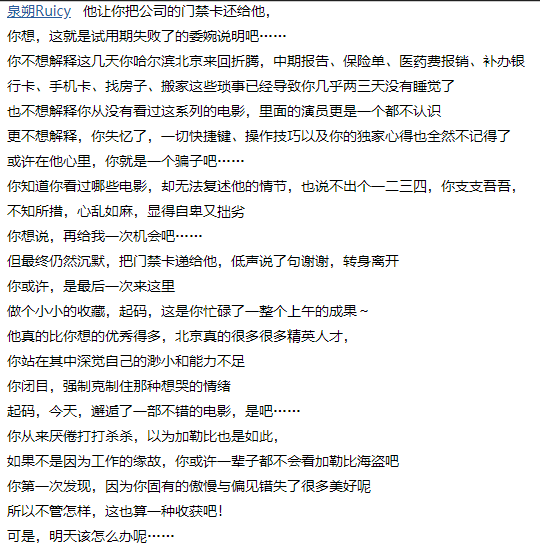 泉朔Ruicy 他让你把公司的门禁卡还给他，
你想，这就是试用期失败了的委婉说明吧……
你不想解释这几天你哈尔滨北京来回折腾，中期报告、保险单、医药费报销、补办银
行卡、手机卡、找房子、搬家这些琐事已经导致你几乎两三天没有睡觉了
也不想解释你从没有看过这系列的电影，里面的演员更是一个都不认识
更不想解释，你失忆了，一切快捷键、操作技巧以及你的独家心得也全然不记得了
或许在他心里，你就是一个骗子吧……
你知道你看过哪些电影，却无法复述他的情节，也说不出个一二三四，你支支吾吾，
不知所措，心乱如麻，显得自卑又拙劣
你想说，再给我一次机会吧……
但最终仍然沉默，把门禁卡递给他，低声说了句谢谢，转身离开
你或许，是最后一次来这里
做个小小的收藏，起码，这是你忙碌了一整个上午的成果～
他真的比你想的优秀得多，北京真的很多很多精英人才，
你站在其中深觉自己的渺小和能力不足
你闭目，强制克制住那种想哭的情绪
起码，今天，邂逅了一部不错的电影，是吧……
你从来厌倦打打杀杀，以为加勒比也是如此，
如果不是因为工作的缘故，你或许一辈子都不会看加勒比海盗吧
你第一次发现，因为你固有的傲慢与偏见错失了很多美好呢
所以不管怎样，这也算一种收获吧！
可是，明天该怎么办呢……